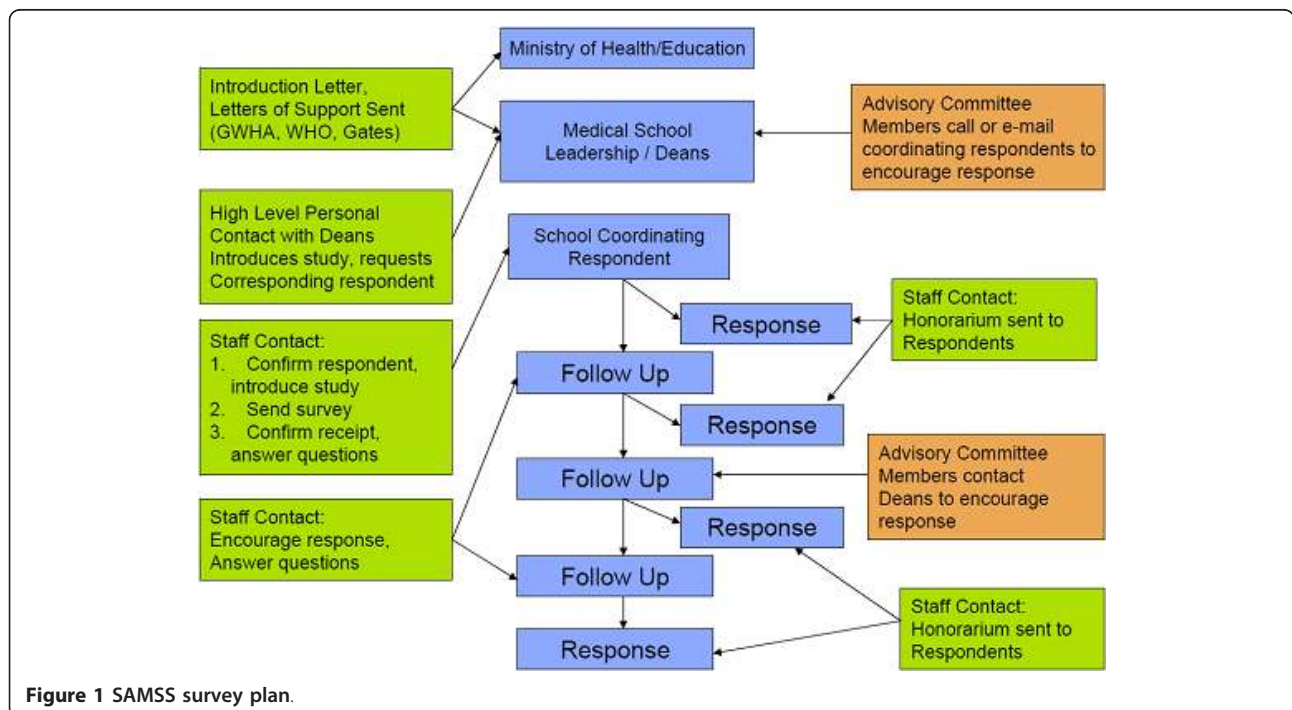 Ministry of Health/Education
Introduction Letter,
Letters of Support Sent
(GWHA, WHO, Gates)
Medical School
Leadership / Deans
Advisory Committee
Members call or e-mail
coordinating respondents to
encourage response
High Level Personal
Contact with Deans
Introduces study, requests
Corresponding respondent
School Coordinating
Respondent
Response
Staff Contact:
Honorarium sent to
Respondents
Staff Contact:
1. Confirm respondent,
introduce study
2. Send survey
3. Confirm receipt,
answer questions
Follow Up
Response
Follow Up
Advisory Committee
Members contact
Deans to encourage
response
Staff Contact:
Encourage response,
Answer questions
Response
Follow Up
Response
Staff Contact:
Honorarium sent to
Respondents
Figure 1 SAMSS survey plan.